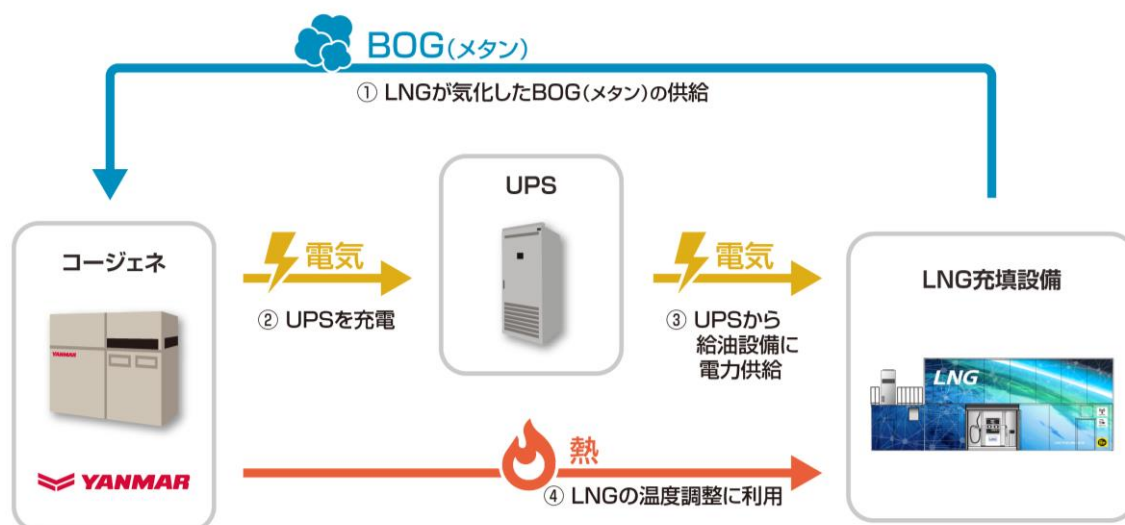 BOG(メタン)
① LNGが気化したBOG(メタン)の供給
UPS
コージェネ
電気
電気
LNG充填設備
② UPSを充電
③ UPSから
給油設備に
電力供給
YANMAR
LNG
熱
YANMAR
④ LNGの温度調整に利用